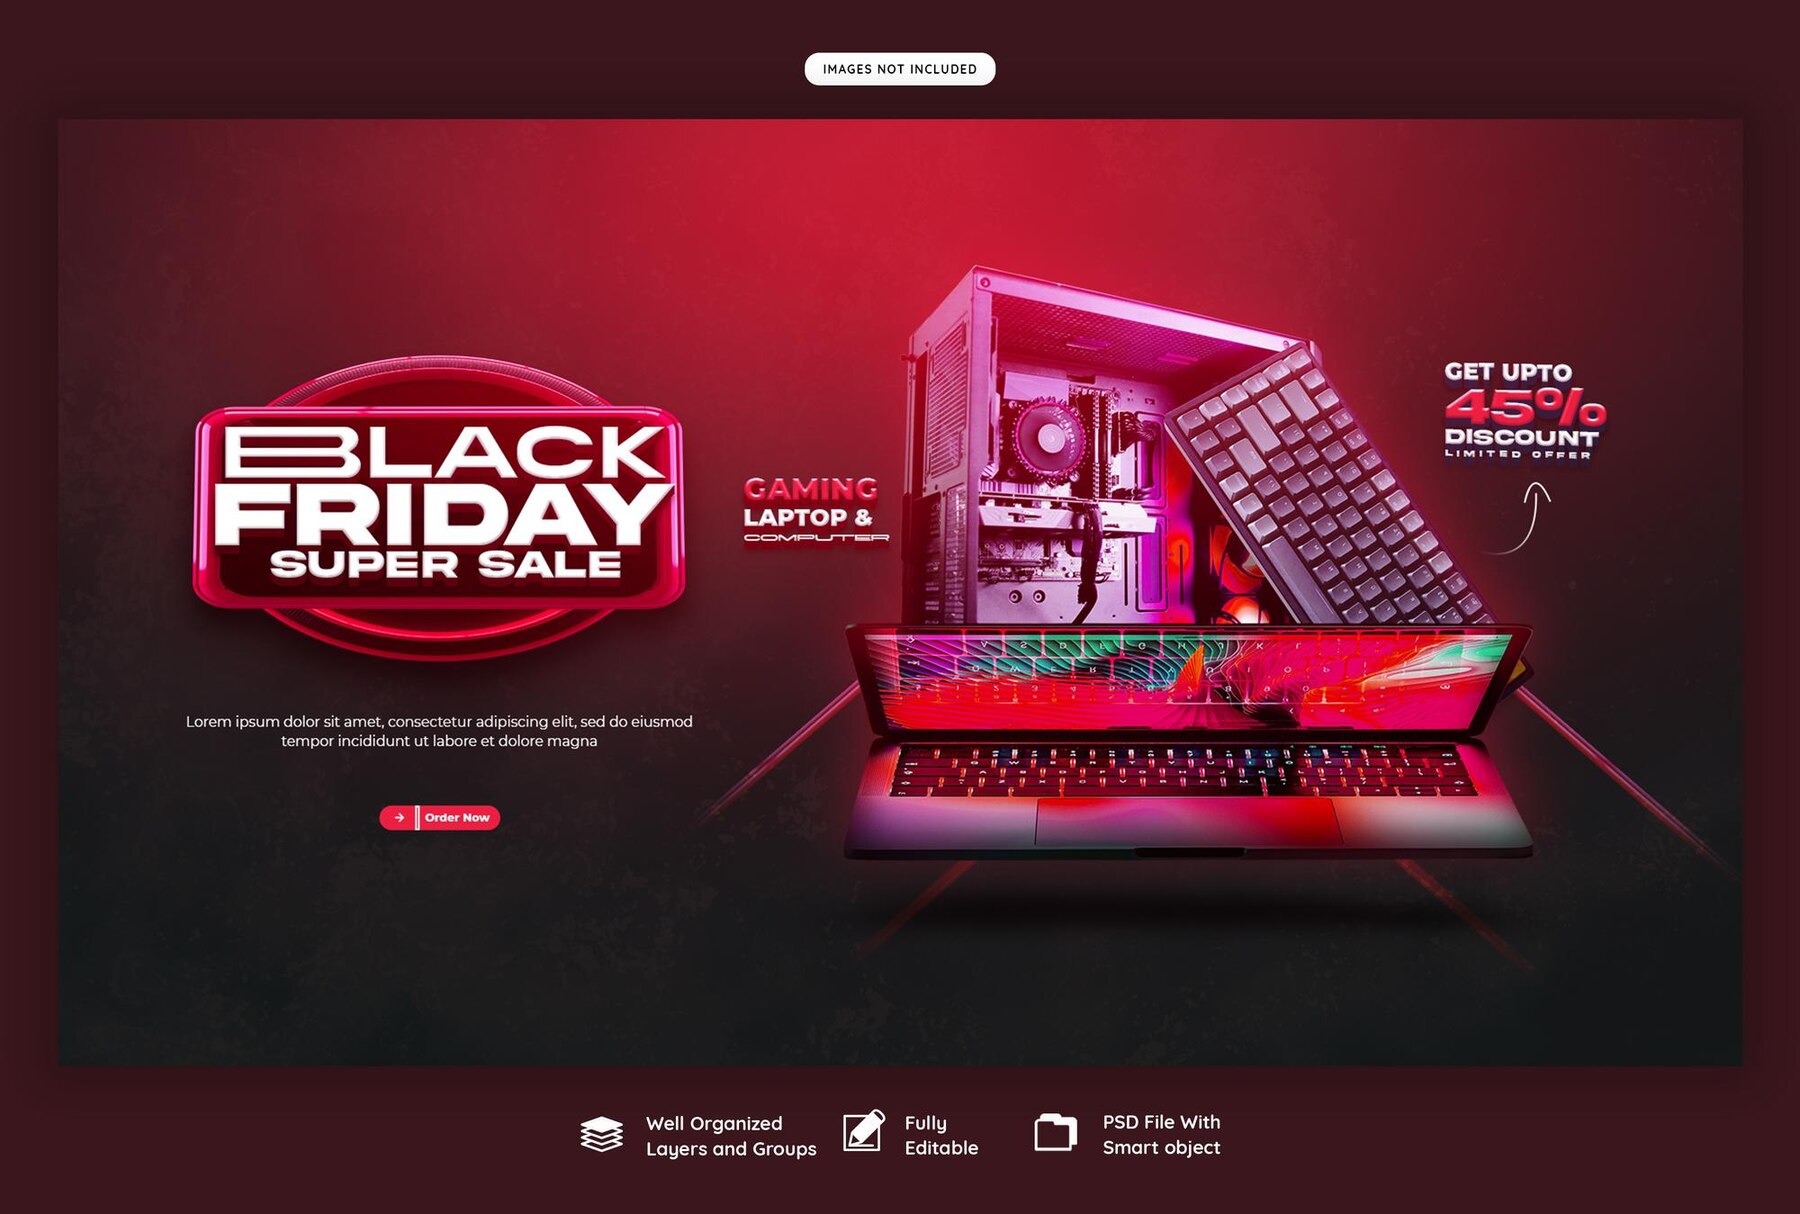 IMAGES NOT INCLUDED
BLACK
FRIDAY
SUPER SALE
Lorem ipsum dolor sit amet, consectetur adipiscing elit, sed do eiusmod
tempor incididunt ut labore et dolore magna
Order Now
GAMING
LAPTOP &
COMPUTER
GET UPTO
45%
DISCOUNT
LIMITED OFFER
Well Organized
Layers and Groups
Fully
Editable
PSD File With
Smart object